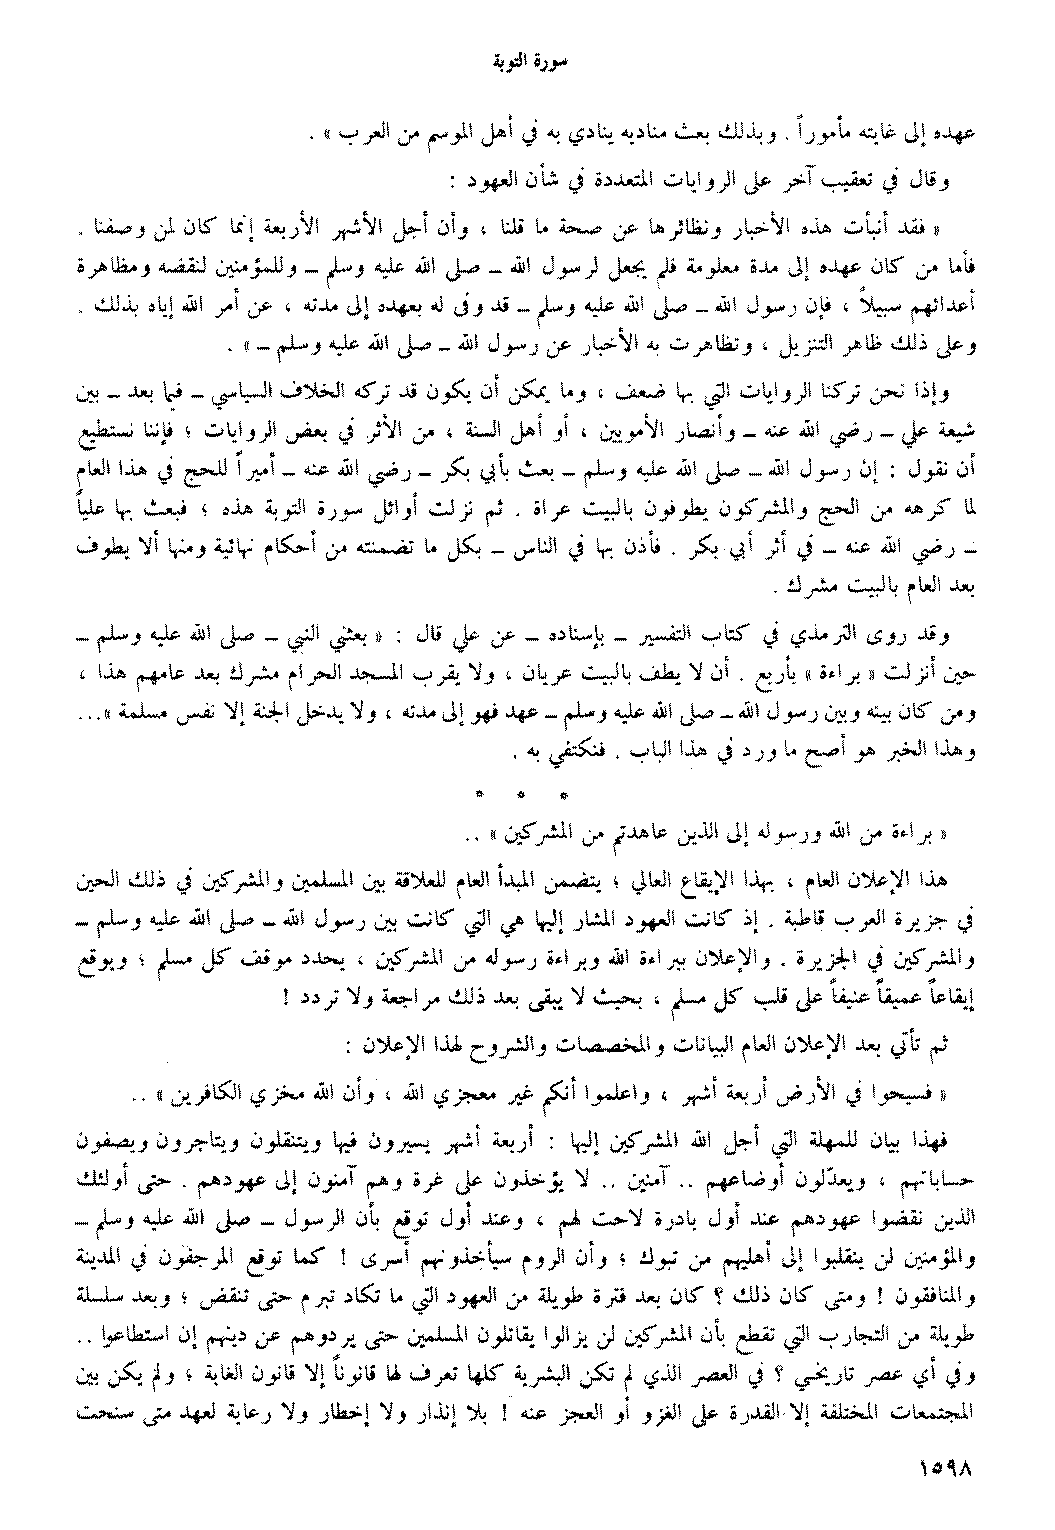 سورة التوبة
عهده إلى غايته مأموراً . وبذلك بعث مناديه ينادي به في أهل الموسم من العرب » .
وقال في تعقيب آخر على الروايات المتعددة في شأن العهود :
« فقد أنبأت هذه الأخبار ونظائرها عن صحة ما قلنا ، وأن أجل الأشهر الأربعة إنما كان لمن وصفنا .
فأما من كان عهده إلى مدة معلومة فلم يجعل لرسول الله – صلى الله عليه وسلم – وللمؤمنين لنقضه ومظاهرة
أعدائهم سبيلاً ، فإن رسول الله – صلى الله عليه وسلم – قد وفى له بعهده إلى مدته ، عن أمر الله إياه بذلك .
وعلى ذلك ظاهر التنزيل ، وتظاهرت به الأخبار عن رسول الله – صلى الله عليه وسلم – » .
وإذا نحن تركنا الروايات التي بها ضعف ، وما يمكن أن يكون قد تركه الخلاف السياسي – فيما بعد – بين
شيعة علي – رضي الله عنه – وأنصار الأمويين ، أو أهل السنة ، من الأثر في بعض الروايات ؛ فإننا نستطيع
أن نقول : إن رسول الله – صلى الله عليه وسلم – بعث بأبي بكر – رضي الله عنه – أميراً للحج في هذا العام
لما كرهه من الحج والمشركون يطوفون بالبيت عراة . ثم نزلت أوائل سورة التوبة هذه ؛ فبعث بها علياً
– رضي الله عنه – في أثر أبي بكر . فأذن بها في الناس – بكل ما تضمنته من أحكام نهائية ومنها ألا يطوف
بعد العام بالبيت مشرك .
وقد روى الترمذي في كتاب التفسير – بإسناده – عن علي قال : « بعثني النبي – صلى الله عليه وسلم –
حين أنزلت « براءة » بأربع . أن لا يطف بالبيت عريان ، ولا يقرب المسجد الحرام مشرك بعد عامهم هذا ،
ومن كان بينه وبين رسول الله – صلى الله عليه وسلم – عهد فهو إلى مدته ، ولا يدخل الجنة إلا نفس مسلمة »...
وهذا الخبر هو أصح ما ورد في هذا الباب . فنكتفي به .
* * *
« براءة من الله ورسوله إلى الذين عاهدتم من المشركين » ..
هذا الإعلان العام ، بهذا الإيقاع العالي ؛ يتضمن المبدأ العام للعلاقة بين المسلمين والمشركين في ذلك الحين
في جزيرة العرب قاطبة . إذ كانت العهود المشار إليها هي التي كانت بين رسول الله – صلى الله عليه وسلم –
والمشركين في الجزيرة . والإعلان ببراءة الله وبراءة رسوله من المشركين ، يحدد موقف كل مسلم ؛ ويوقع
إيقاعاً عميقاً عنيفاً على قلب كل مسلم ، بحيث لا يبقى بعد ذلك مراجعة ولا تردد !
ثم تأتي بعد الإعلان العام البيانات والمخصصات والشروح لهذا الإعلان :
« فسيحوا في الأرض أربعة أشهر ، واعلموا أنكم غير معجزي الله ، وأن الله مخزي الكافرين » ..
فهذا بيان للمهلة التي أجل الله المشركين إليها : أربعة أشهر يسيرون فيها ويتنقلون ويتاجرون ويصفون
حساباتهم ، ويعدّلون أوضاعهم .. آمنين .. لا يؤخذون على غرة وهم آمنون إلى عهودهم . حتى أولئك
الذين نقضوا عهودهم عند أول بادرة لاحت لهم ، وعند أول توقع بأن الرسول – صلى الله عليه وسلم –
والمؤمنين لن ينقلبوا إلى أهليهم من تبوك ؛ وأن الروم سيأخذونهم أسرى ! كما توقع المرجفون في المدينة
والمنافقون ! ومتى كان ذلك ؟ كان بعد فترة طويلة من العهود التي ما تكاد تبرم حتى تنقض ؛ وبعد سلسلة
طويلة من التجارب التي تقطع بأن المشركين لن يزالوا يقاتلون المسلمين حتى يردوهم عن دينهم إن استطاعوا ..
وفي أي عصر تاريخي ؟ في العصر الذي لم تكن البشرية كلها تعرف لها قانوناً إلا قانون الغابة ؛ ولم يكن بين
المجتمعات المختلفة إلا القدرة على الغزو أو العجز عنه ! بلا إنذار ولا إخطار ولا رعاية لعهد متى سنحت
١٥٩٨